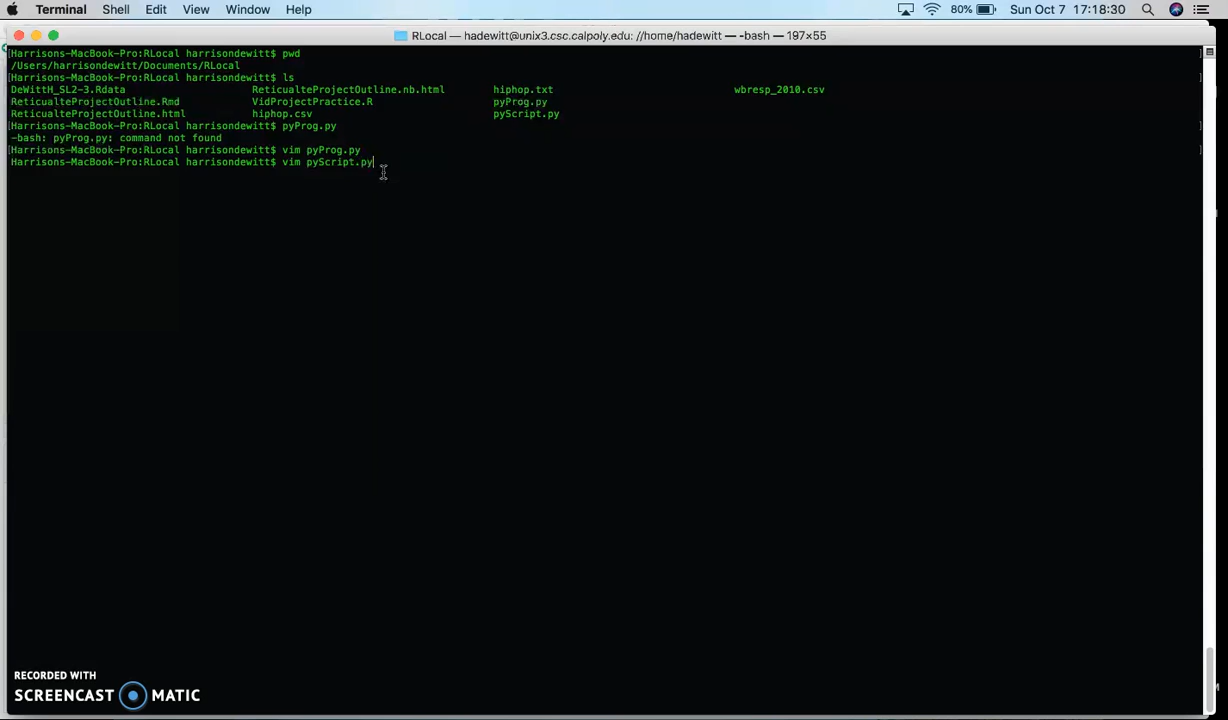 Terminal Shell Edit View Window Help 80% Sun Oct 7 17:18:30
RLocal — hadewitt@unix3.csc.calpoly.edu: //home/hadewitt — -bash — 197×55
[Harrisons-MacBook-Pro:RLocal harrisondewitt$ pwd ]
/Users/harrisondewitt/Documents/RLocal
[Harrisons-MacBook-Pro:RLocal harrisondewitt$ ls ]
DeWittH_SL2-3.Rdata ReticualteProjectOutline.nb.html hiphop.txt wbresp_2010.csv
ReticualteProjectOutline.Rmd VidProjectPractice.R pyProg.py
ReticualteProjectOutline.html hiphop.csv pyScript.py
[Harrisons-MacBook-Pro:RLocal harrisondewitt$ pyProg.py ]
-bash: pyProg.py: command not found
[Harrisons-MacBook-Pro:RLocal harrisondewitt$ vim pyProg.py ]
Harrisons-MacBook-Pro:RLocal harrisondewitt$ vim pyScript.py
RECORDED WITH
SCREENCAST MATIC